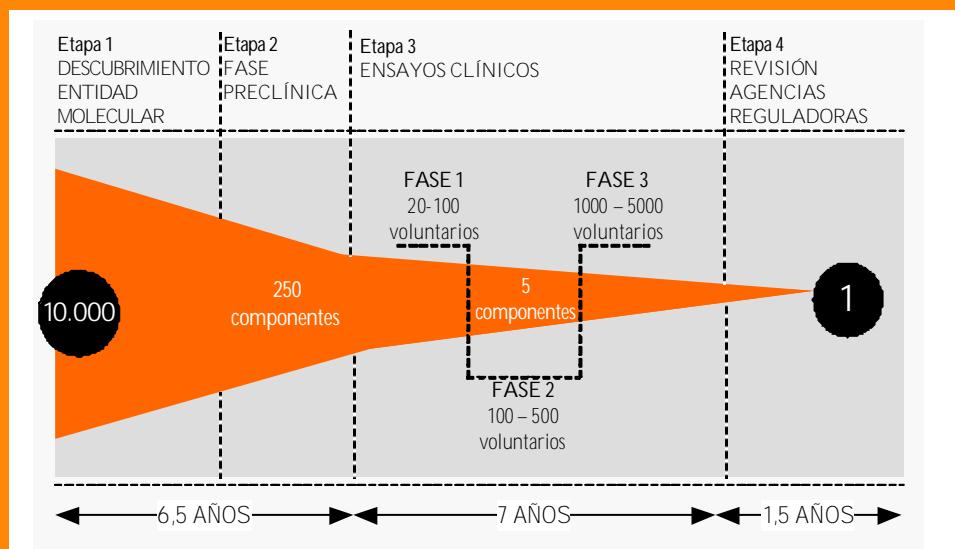 Etapa 1
DESCUBRIMIENTO
ENTIDAD
MOLECULAR
Etapa 2
FASE
PRECLÍNICA
Etapa 3
ENSAYOS CLÍNICOS
Etapa 4
REVISIÓN
AGENCIAS
REGULADORAS
FASE 1
20-100
voluntarios
FASE 3
1000 – 5000
voluntarios
10.000
250
componentes
5
componentes
1
FASE 2
100 – 500
voluntarios
6,5 AÑOS
7 AÑOS
1,5 AÑOS